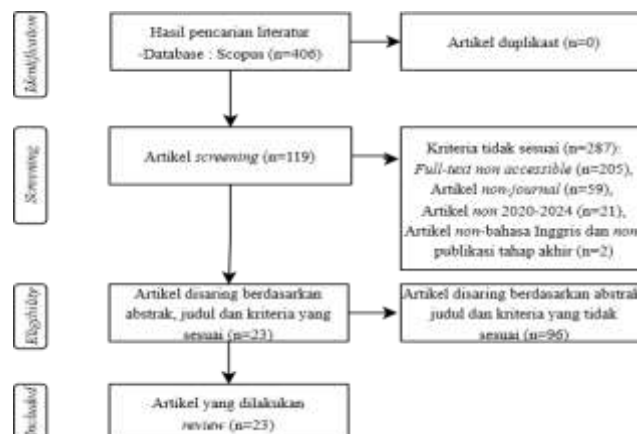 Identification
Hasil pencarian literatur
-Database : Scopus (n=406)
Artikel duplikast (n=0)
Screening
Artikel screening (n=119)
Kriteria tidak sesuai (n=287):
Full-text non accessible (n=205),
Artikel non-journal (n=59),
Artikel non 2020-2024 (n=21),
Artikel non-bahasa Inggris dan non
publikasi tahap akhir (n=2)
Eligibility
Artikel disaring berdasarkan
abstrak, judul dan kriteria yang
sesuai (n=23)
Artikel disaring berdasarkan abstrak
judul dan kriteria yang tidak
sesuai (n=96)
Included
Artikel yang dilakukan
review (n=23)